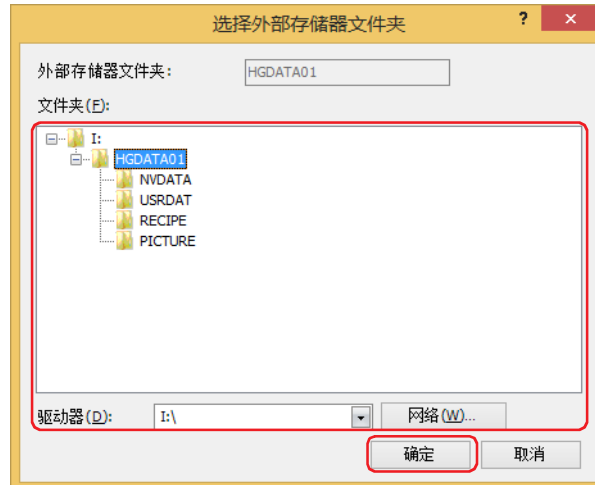 选择外部存储器文件夹
?
×
外部存储器文件夹: HGDATA01
文件夹(F):
I:
HGDATA01
NVDATA
USRDAT
RECIPE
PICTURE
驱动器(D): I:\ 网络(W)...
确定 取消